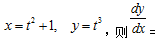 x = t² + 1, y = t³ , 则 dy/dx =